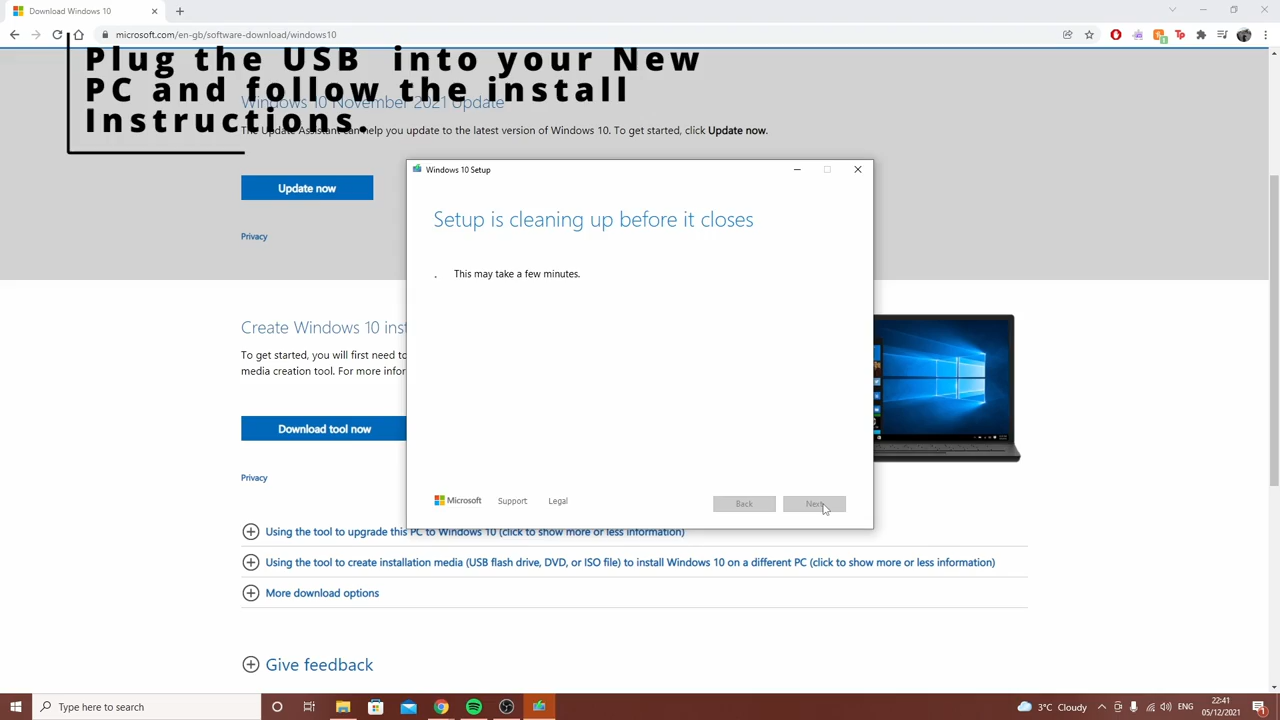 Download Windows 10
microsoft.com/en-gb/software-download/windows10
Plug the USB into your New
PC and follow the install
Instructions.
Windows 10 November 2021 Update
The Update Assistant can help you update to the latest version of Windows 10. To get started, click Update now.
Update now
Privacy
Windows 10 Setup
Setup is cleaning up before it closes
This may take a few minutes.
Microsoft
Support
Legal
Back
Next
Create Windows 10 inst
To get started, you will first need to
media creation tool. For more infor
Download tool now
Privacy
Using the tool to upgrade this PC to Windows 10 (click to show more or less information)
Using the tool to create installation media (USB flash drive, DVD, or ISO file) to install Windows 10 on a different PC (click to show more or less information)
More download options
Give feedback
Type here to search
3°C Cloudy
ENG
22:41
05/12/2021